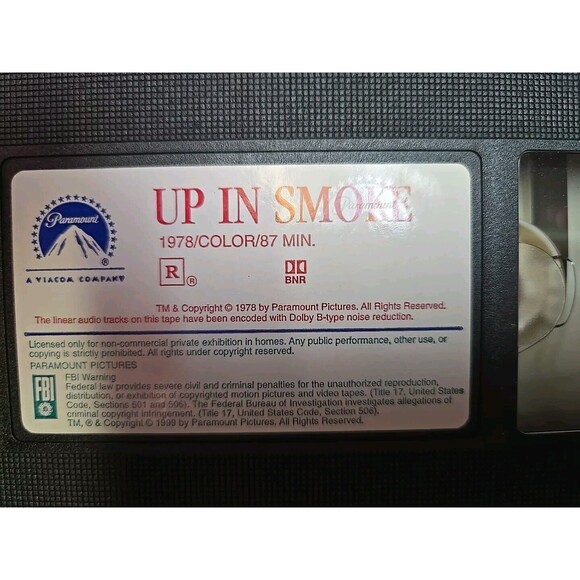 Paramount
®
A VIACOM COMPANY
UP IN SMOKE
Paramount
1978/COLOR/87 MIN.
R ®
BNR
TM & Copyright © 1978 by Paramount Pictures. All Rights Reserved.
The linear audio tracks on this tape have been encoded with Dolby B-type noise reduction.
Licensed only for non-commercial private exhibition in homes. Any public performance, other use, or
copying is strictly prohibited. All rights under copyright reserved.
PARAMOUNT PICTURES
FBI
FBI Warning
Federal law provides severe civil and criminal penalties for the unauthorized reproduction,
distribution, or exhibition of copyrighted motion pictures and video tapes. (Title 17, United States
Code, Sections 501 and 506). The Federal Bureau of Investigation investigates allegations of
criminal copyright infringement. (Title 17, United States Code, Section 506).
TM, ® & Copyright © 1999 by Paramount Pictures. All Rights Reserved.